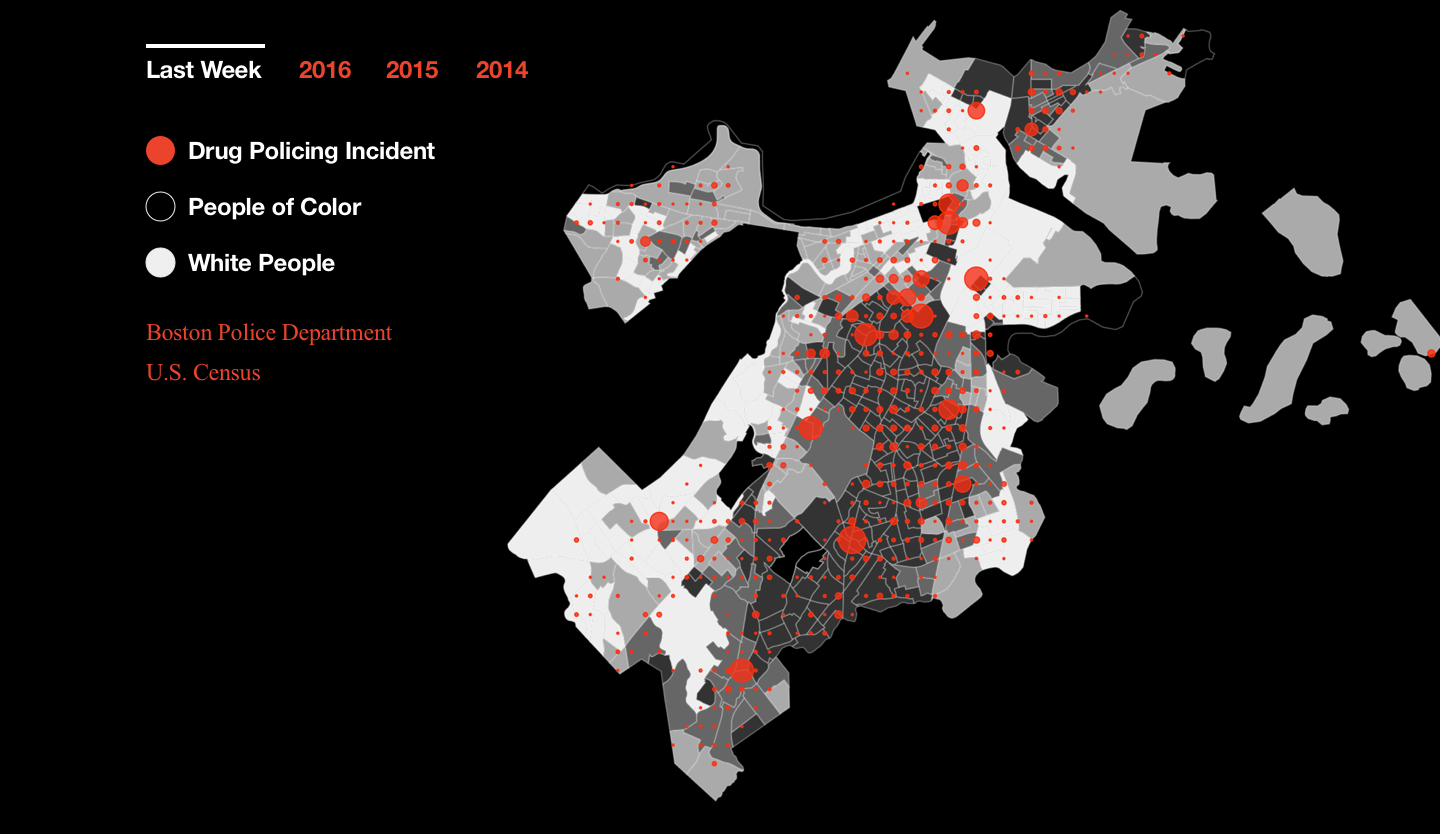 Last Week 2016 2015 2014
Drug Policing Incident
People of Color
White People
Boston Police Department
U.S. Census